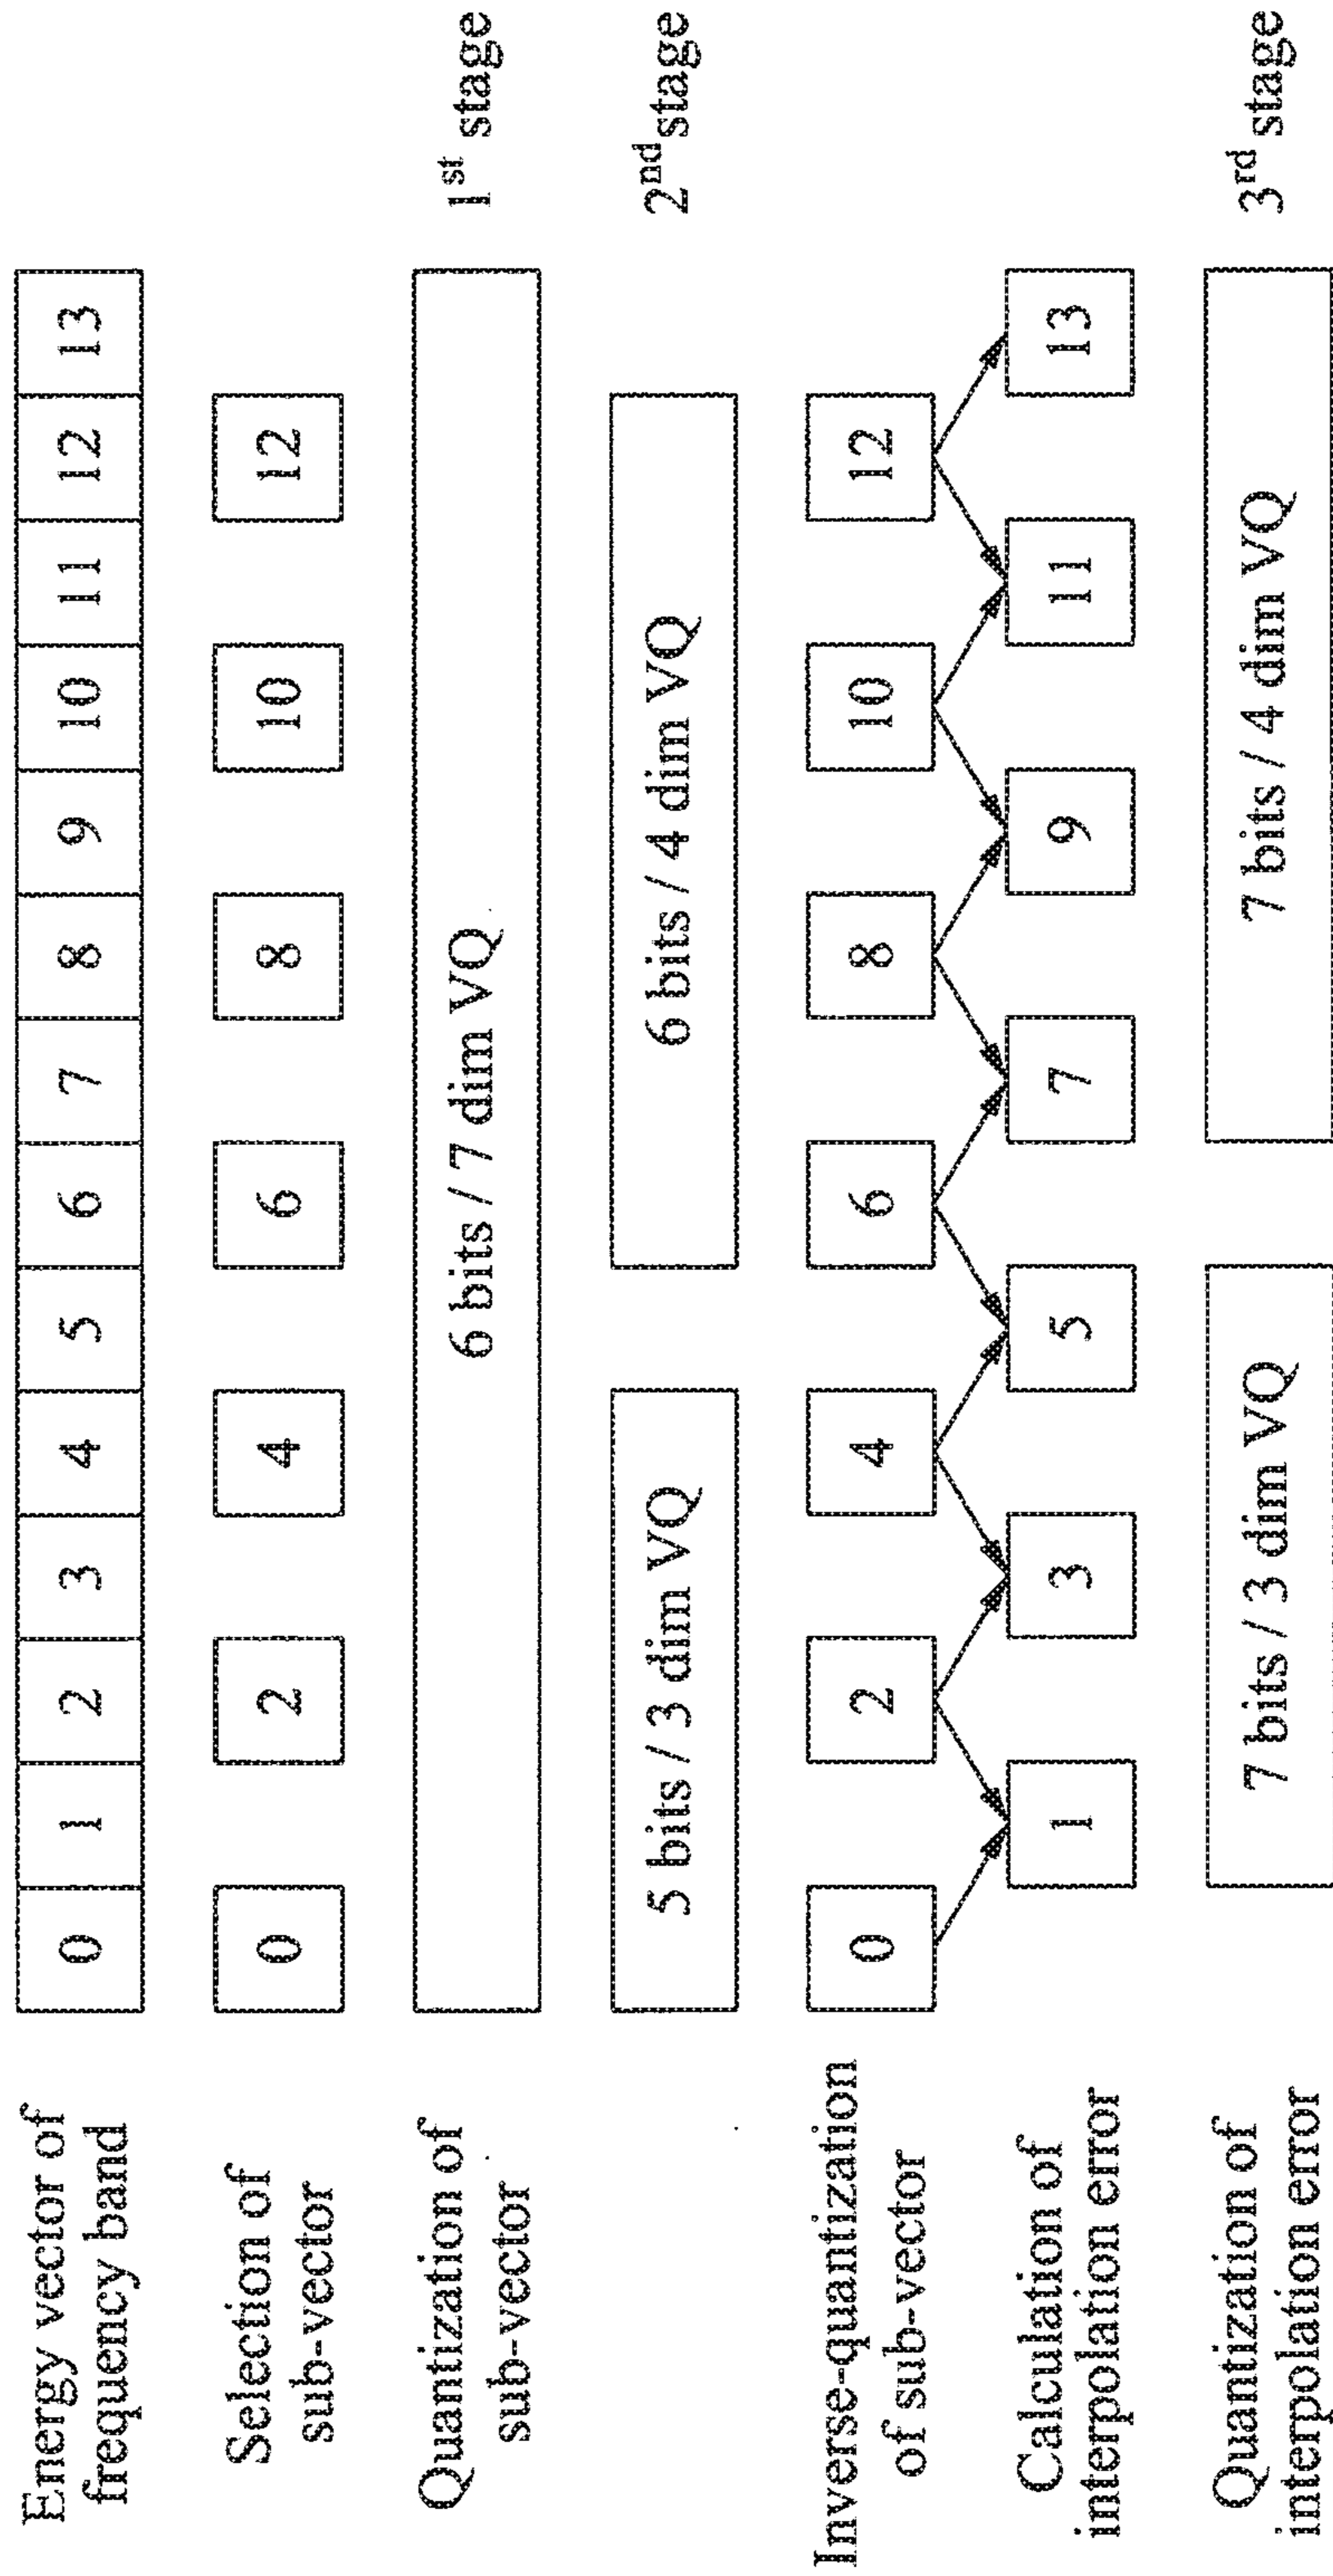 Energy vector of
frequency band
0 1 2 3 4 5 6 7 8 9 10 11 12 13
Selection of
sub-vector
0 2 4 6 8 10 12
Quantization of
sub-vector
6 bits / 7 dim VQ
1st stage
5 bits / 3 dim VQ
6 bits / 4 dim VQ
2nd stage
Inverse-quantization
of sub-vector
0 2 4 6 8 10 12
Calculation of
interpolation error
1 3 5 7 9 11 13
Quantization of
interpolation error
7 bits / 3 dim VQ
7 bits / 4 dim VQ
3rd stage